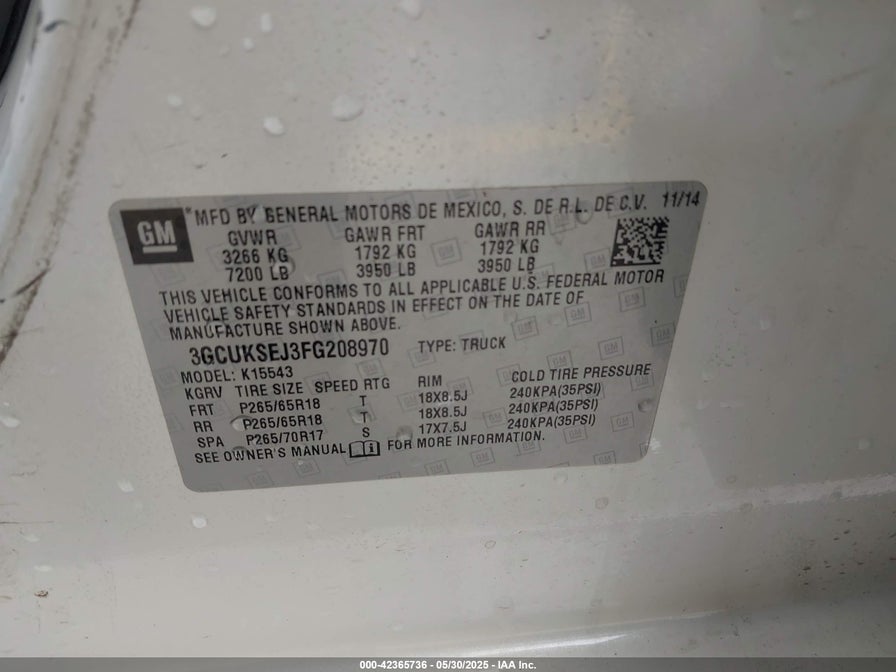 GM
*MFD BY GENERAL MOTORS DE MEXICO, S. DE R.L. DE C.V. 11/14
GVWR GAWR FRT GAWR RR
3266 KG 1792 KG 1792 KG
7200 LB 3950 LB 3950 LB
THIS VEHICLE CONFORMS TO ALL APPLICABLE U.S. FEDERAL MOTOR
VEHICLE SAFETY STANDARDS IN EFFECT ON THE DATE OF
MANUFACTURE SHOWN ABOVE.
3GCUKSEJ3FG208970 TYPE: TRUCK
MODEL: K15543
KGRV TIRE SIZE SPEED RTG RIM COLD TIRE PRESSURE
FRT P265/65R18 T 18X8.5J 240KPA(35PSI)
RR P265/65R18 T 18X8.5J 240KPA(35PSI)
SPA P265/70R17 S 17X7.5J 240KPA(35PSI)
SEE OWNER'S MANUAL FOR MORE INFORMATION.
000-42365736 - 05/30/2025 - IAA Inc.